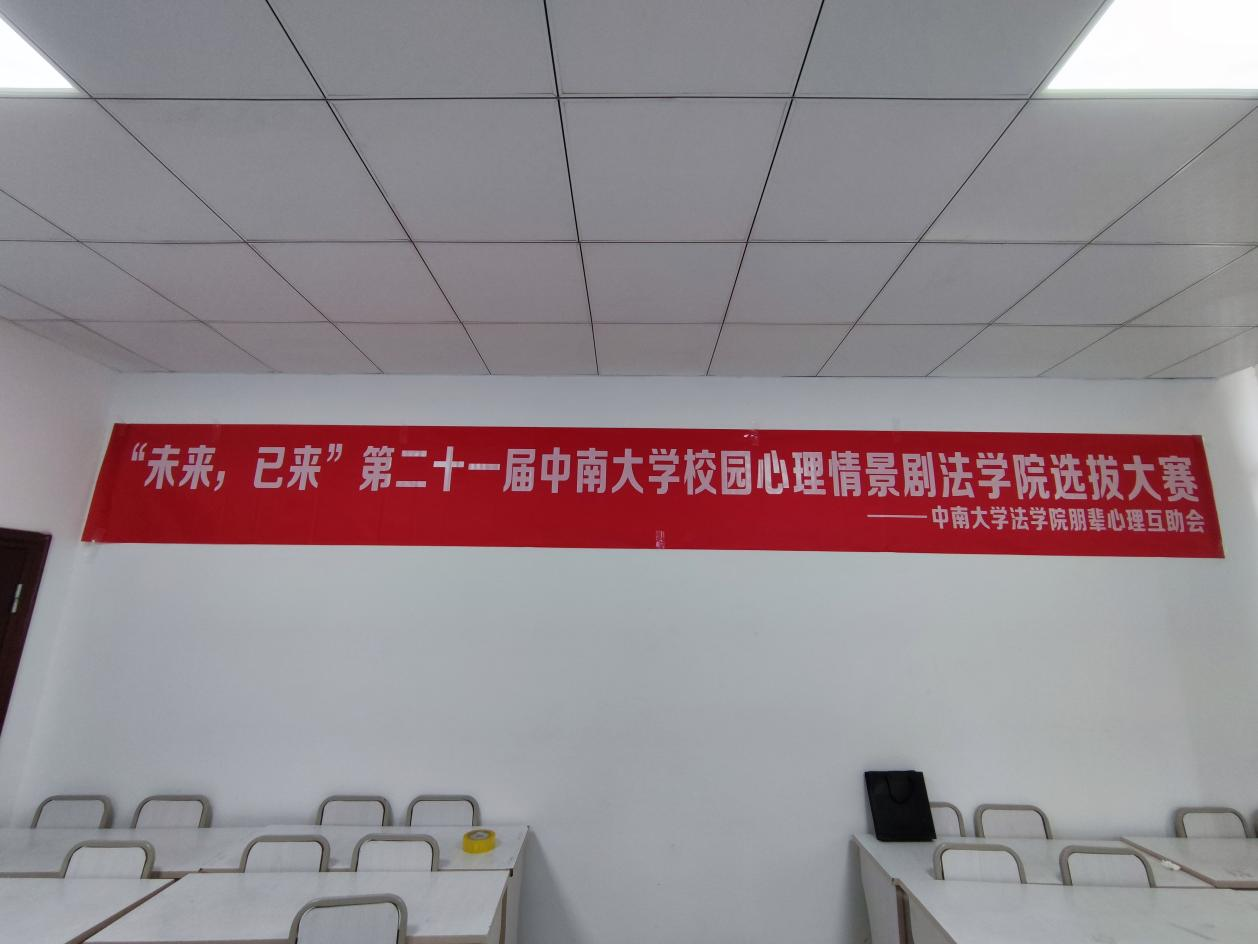 “未来，已来”第二十一届中南大学校园心理情景剧法学院选拔大赛
——中南大学法学院朋辈心理互助会